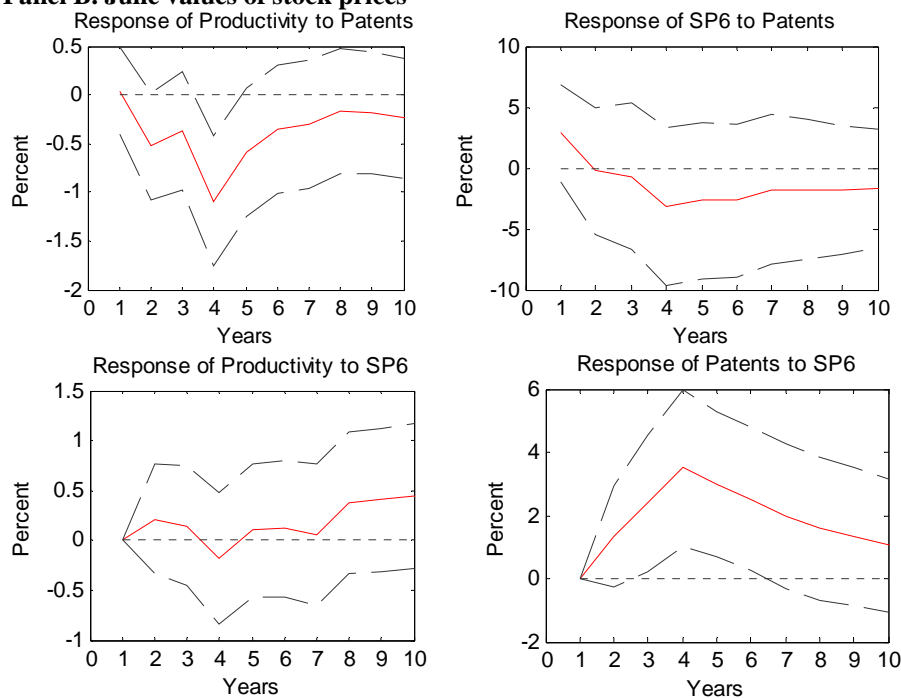 Panel B. June values of stock prices
Response of Productivity to Patents
0.5
0
-0.5
-1
-1.5
-2
Percent
0 1 2 3 4 5 6 7 8 9 10
Years
Response of SP6 to Patents
10
5
0
-5
-10
Percent
0 1 2 3 4 5 6 7 8 9 10
Years
Response of Productivity to SP6
1.5
1
0.5
0
-0.5
-1
Percent
0 1 2 3 4 5 6 7 8 9 10
Years
Response of Patents to SP6
6
4
2
0
-2
Percent
0 1 2 3 4 5 6 7 8 9 10
Years